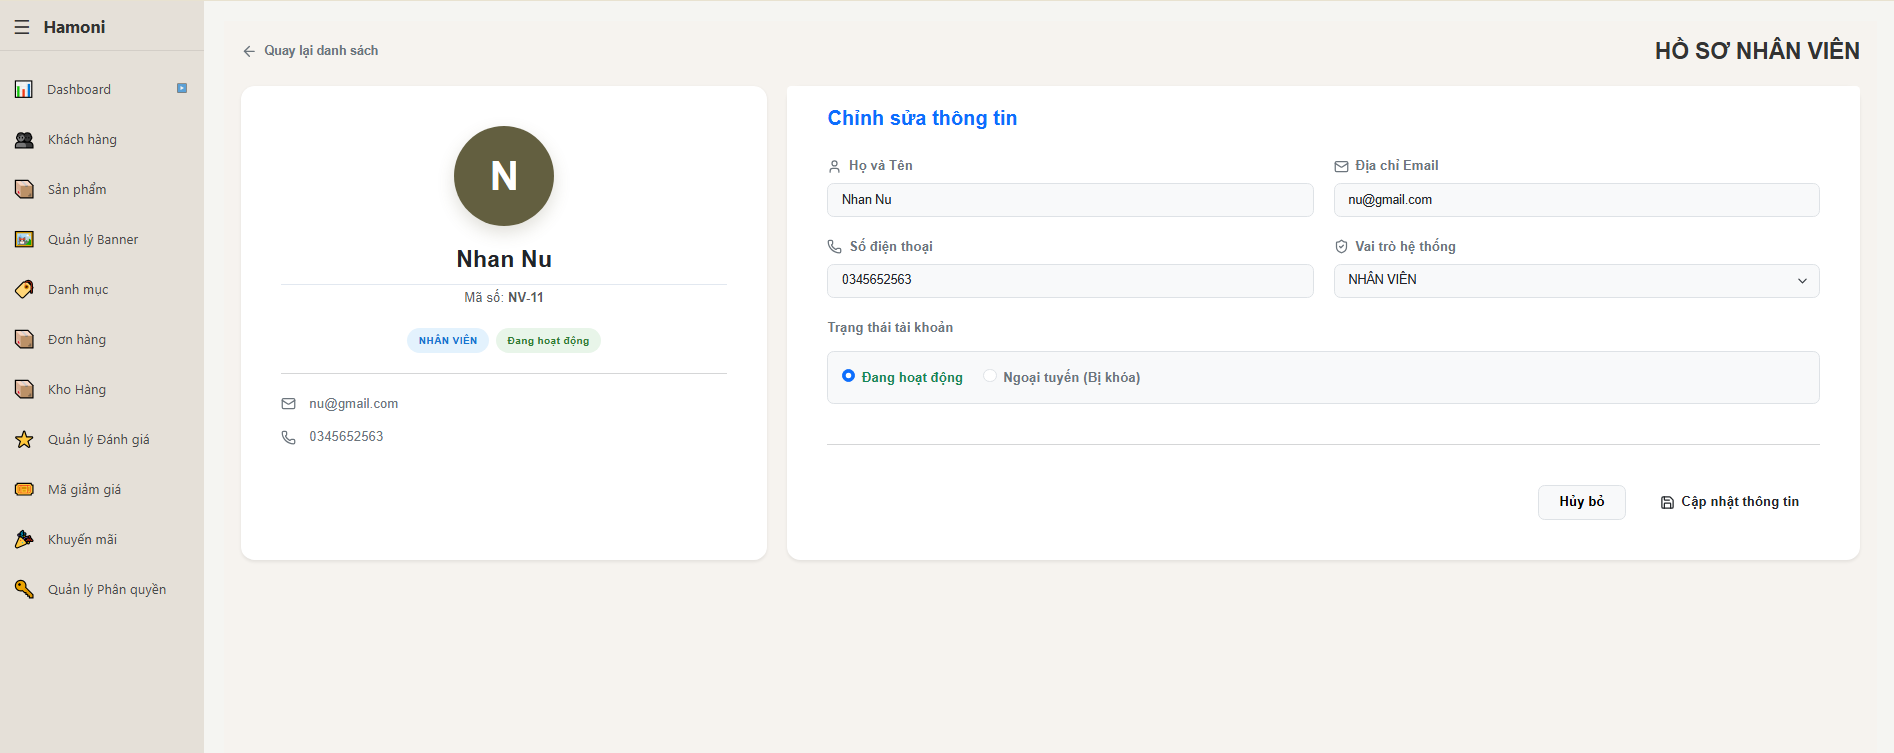 Hamoni
Dashboard
Khách hàng
Sản phẩm
Quản lý Banner
Danh mục
Đơn hàng
Kho Hàng
Quản lý Đánh giá
Mã giảm giá
Khuyến mãi
Quản lý Phân quyền
Quay lại danh sách
HỒ SƠ NHÂN VIÊN
N
Nhan Nu
Mã số: NV-11
NHÂN VIÊN
Đang hoạt động
nu@gmail.com
0345652563
Chỉnh sửa thông tin
Họ và Tên
Nhan Nu
Địa chỉ Email
nu@gmail.com
Số điện thoại
0345652563
Vai trò hệ thống
NHÂN VIÊN
Trạng thái tài khoản
Đang hoạt động
Ngoại tuyến (Bị khóa)
Hủy bỏ
Cập nhật thông tin